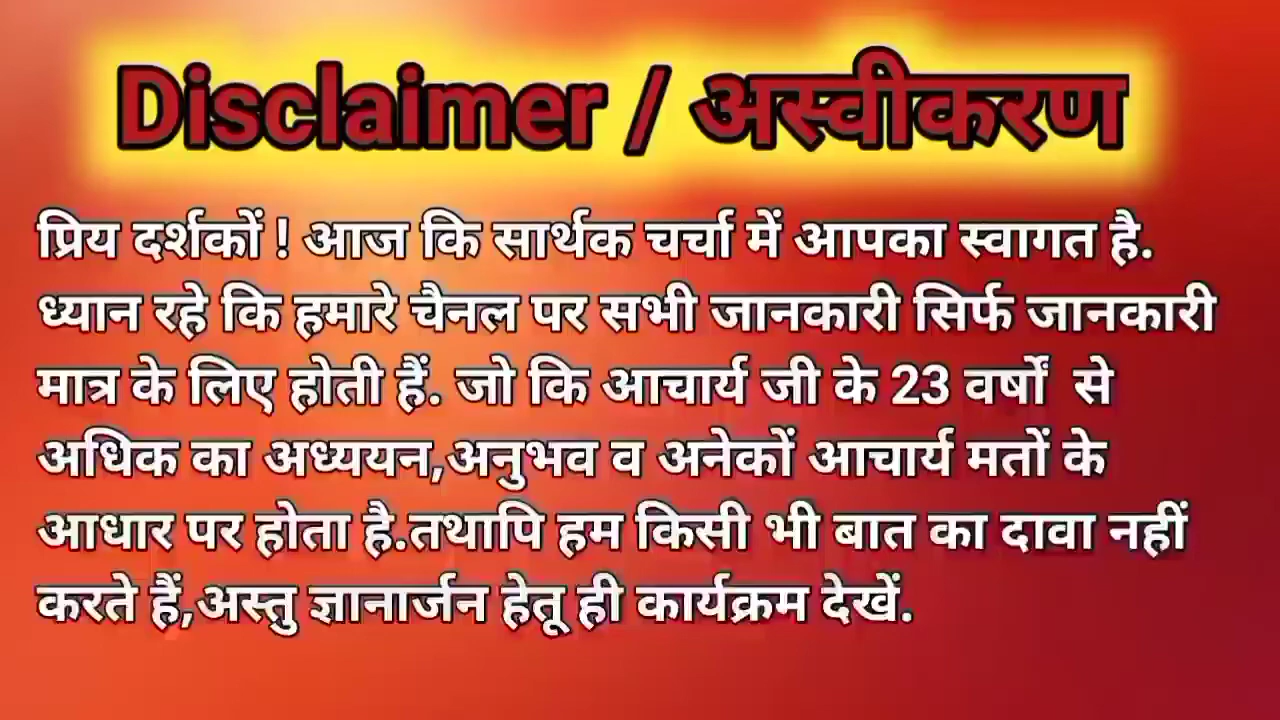 Disclaimer / अस्वीकरण
प्रिय दर्शकों ! आज कि सार्थक चर्चा में आपका स्वागत है.
ध्यान रहे कि हमारे चैनल पर सभी जानकारी सिर्फ जानकारी
मात्र के लिए होती हैं. जो कि आचार्य जी के 23 वर्षों से
अधिक का अध्ययन,अनुभव व अनेकों आचार्य मतों के
आधार पर होता है.तथापि हम किसी भी बात का दावा नहीं
करते हैं,अस्तु ज्ञानार्जन हेतू ही कार्यक्रम देखें.